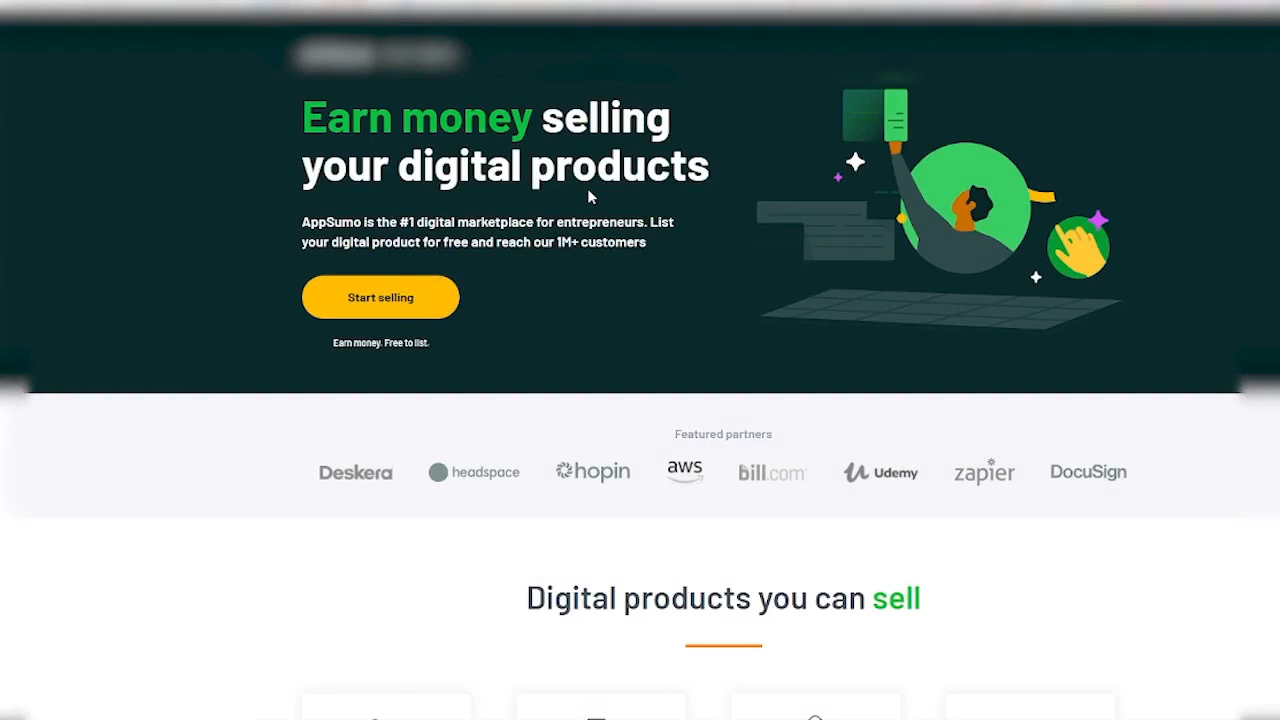 Earn money selling
your digital products
AppSumo is the #1 digital marketplace for entrepreneurs. List
your digital product for free and reach our 1M+ customers
Start selling
Earn money. Free to list.
Featured partners
Deskera headspace hopin aws bill.com Udemy zapier DocuSign
Digital products you can sell